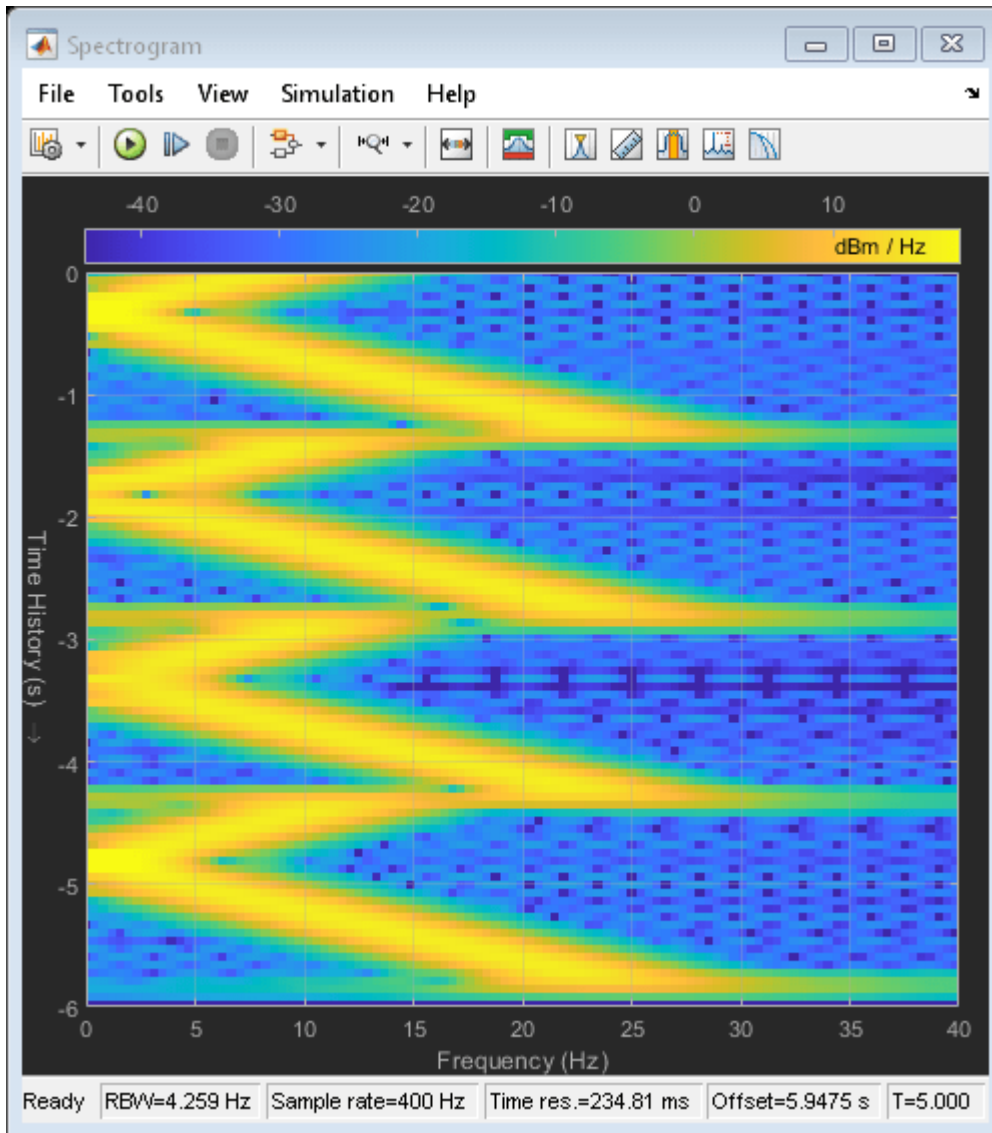 Spectrogram
File Tools View Simulation Help
-40 -30 -20 -10 0 10
dBm / Hz
0
-1
-2
-3
-4
-5
-6
Time History (s) →
0 5 10 15 20 25 30 35 40
Frequency (Hz)
Ready RBW=4.259 Hz Sample rate=400 Hz Time res.=234.81 ms Offset=5.9475 s T=5.000